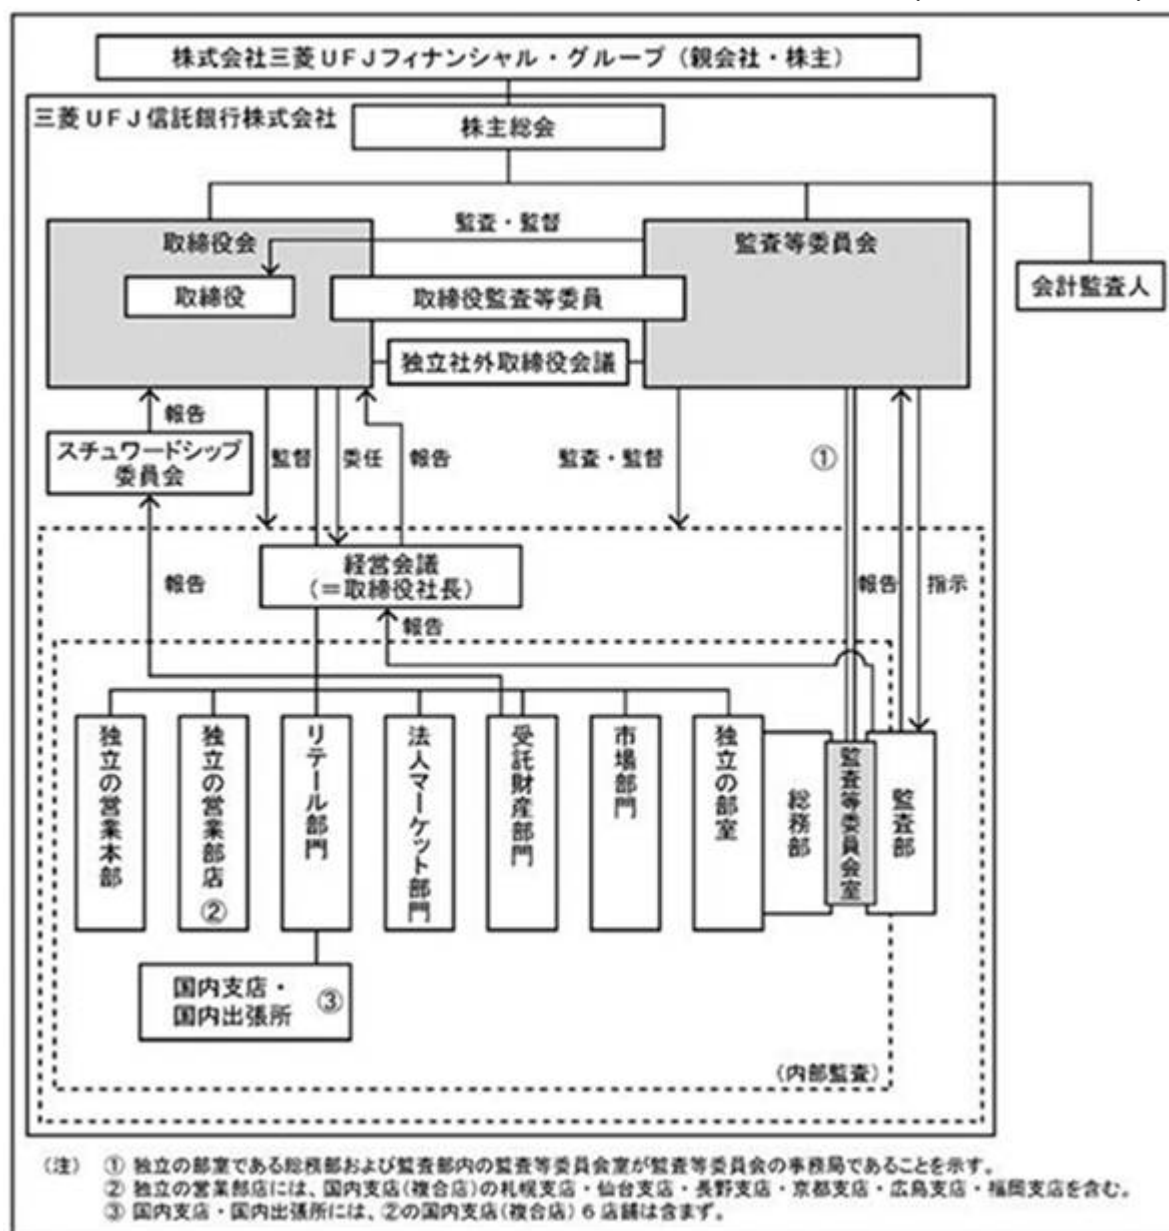 株式会社三菱UFJフィナンシャル・グループ（親会社・株主）
三菱UFJ信託銀行株式会社
株主総会
監査・監督
取締役会
監査等委員会
取締役
取締役監査等委員
会計監査人
独立社外取締役会議
報告
スチュワードシップ
委員会
監督
委任
報告
監査・監督
①
経営会議
（＝取締役社長）
報告
報告
指示
報告
独立の営業本部
独立の営業部店
②
リテール部門
法人マーケット部門
受託財産部門
市場部門
独立の部室
総務部
監査等委員会室
監査部
国内支店・
国内出張所
③
（内部監査）
（注） ① 独立の部室である総務部および監査部内の監査等委員会室が監査等委員会の事務局であることを示す。
② 独立の営業部店には、国内支店（複合店）の札幌支店・仙台支店・長野支店・京都支店・広島支店・福岡支店を含む。
③ 国内支店・国内出張所には、②の国内支店（複合店）6店舗は含まず。